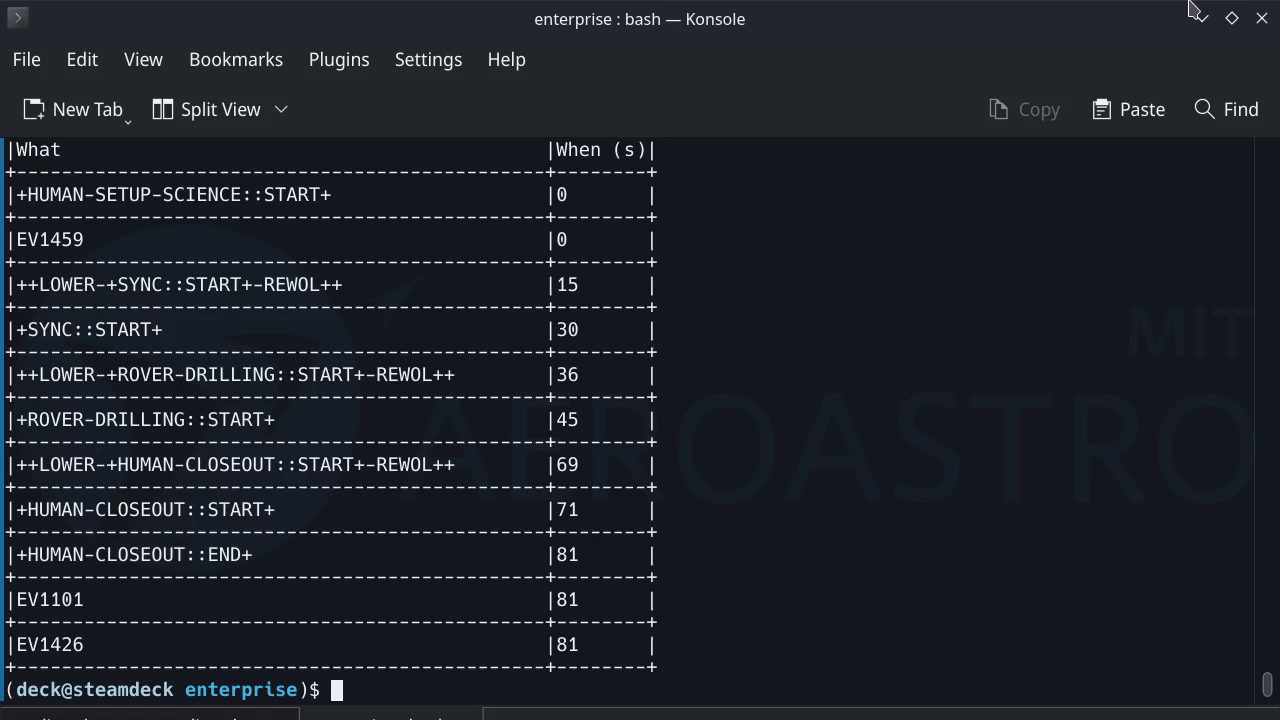 enterprise : bash — Konsole
File Edit View Bookmarks Plugins Settings Help
New Tab Split View Copy Paste Find
|What |When (s)|
+-----------------------------------------------+--------+
|+HUMAN-SETUP-SCIENCE::START+ |0 |
+-----------------------------------------------+--------+
|EV1459 |0 |
+-----------------------------------------------+--------+
|++LOWER-+SYNC::START+-REWOL++ |15 |
+-----------------------------------------------+--------+
|+SYNC::START+ |30 |
+-----------------------------------------------+--------+
|++LOWER-+ROVER-DRILLING::START+-REWOL++ |36 |
+-----------------------------------------------+--------+
|+ROVER-DRILLING::START+ |45 |
+-----------------------------------------------+--------+
|++LOWER-+HUMAN-CLOSEOUT::START+-REWOL++ |69 |
+-----------------------------------------------+--------+
|+HUMAN-CLOSEOUT::START+ |71 |
+-----------------------------------------------+--------+
|+HUMAN-CLOSEOUT::END+ |81 |
+-----------------------------------------------+--------+
|EV1101 |81 |
+-----------------------------------------------+--------+
|EV1426 |81 |
+-----------------------------------------------+--------+
(deck@steamdeck enterprise)$
MIT
AEROASTRO